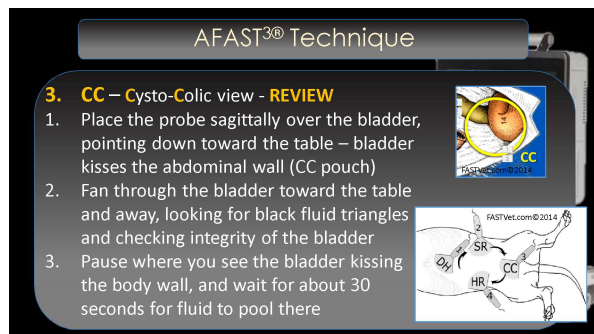 AFAST3® Technique
3. CC – Cysto-Colic view - REVIEW
1. Place the probe sagittally over the bladder,
pointing down toward the table – bladder
kisses the abdominal wall (CC pouch)
2. Fan through the bladder toward the table
and away, looking for black fluid triangles
and checking integrity of the bladder
3. Pause where you see the bladder kissing
the body wall, and wait for about 30
seconds for fluid to pool there
CC
FASTVet.com©2014
FASTVet.com©2014
2
SR
1
DH
3
CC
HR
4